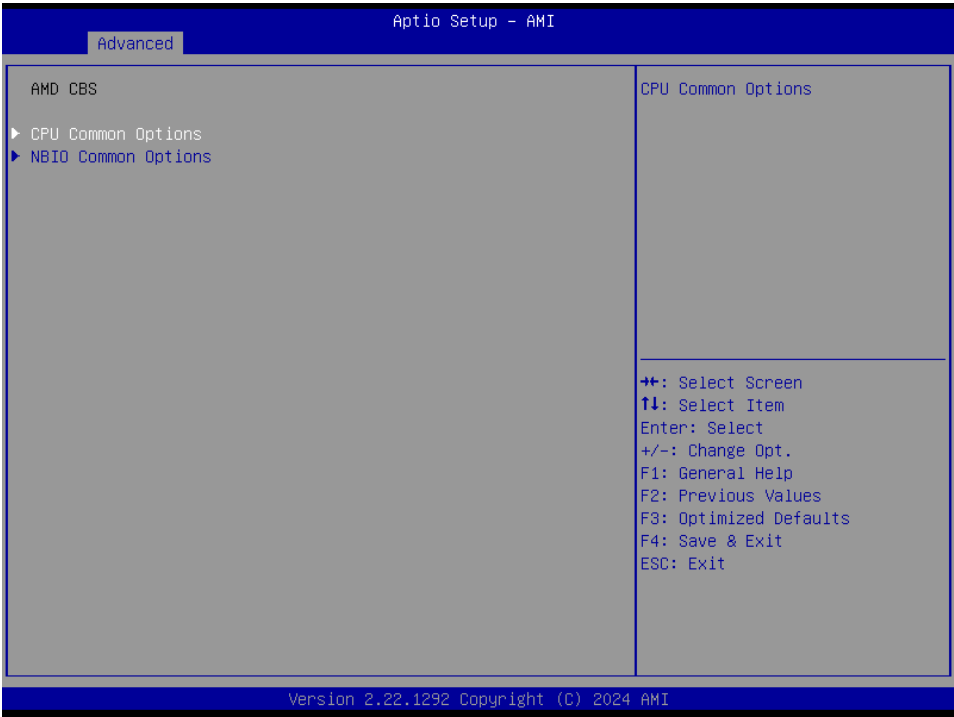 Aptio Setup - AMI
Advanced
AMD CBS
CPU Common Options
NBIO Common Options
CPU Common Options
→←: Select Screen
↑↓: Select Item
Enter: Select
+/-: Change Opt.
F1: General Help
F2: Previous Values
F3: Optimized Defaults
F4: Save & Exit
ESC: Exit
Version 2.22.1292 Copyright (C) 2024 AMI